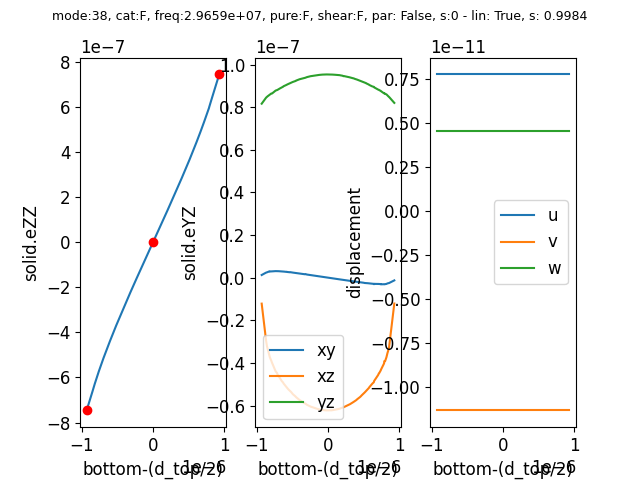 mode:38, cat:F, freq:2.9659e+07, pure:F, shear:F, par: False, s:0 - lin: True, s: 0.9984
1e−7
8
6
4
2
0
−2
−4
−6
−8
solid.eZZ
−1
0
1
1e−6
bottom-(d_top/2)
1e−7
1.0
0.8
0.6
0.4
0.2
0.0
−0.2
−0.4
−0.6
solid.eYZ
xy
xz
yz
−1
0
1
1e−6
bottom-(d_top/2)
1e−11
0.75
0.50
0.25
0.00
−0.25
−0.50
−0.75
−1.00
displacement
u
v
w
−1
0
1
1e−6
bottom-(d_top/2)